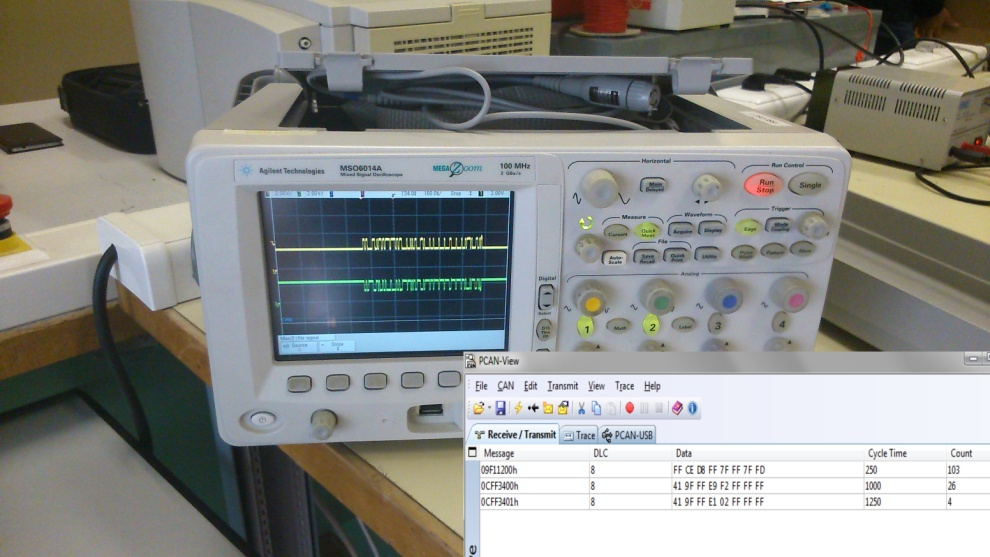 Agilent Technologies
MSO6014A
Mixed Signal Oscilloscope
MEGA Zoom
100 MHz
2 GSa/s
Horizontal
Main Delayed
Run Control
Run Stop
Single
Measure
Waveform
Trigger
Cursors
Quick Meas
Acquire
Display
Edge
File
Auto-Scale
Save Recall
Quick Print
Utility
Pattern
Analog
Digital
Select
1
Math
2
Label
3
4
PCAN-View
File CAN Edit Transmit View Trace Help
Receive / Transmit Trace PCAN-USB
Message DLC Data Cycle Time Count
09F11200h 8 FF CE D8 FF 7F FF 7F FD 250 103
0CFF3400h 8 41 9F FF E9 F2 FF FF FF 1000 26
0CFF3401h 8 41 9F FF E1 02 FF FF FF 1250 4